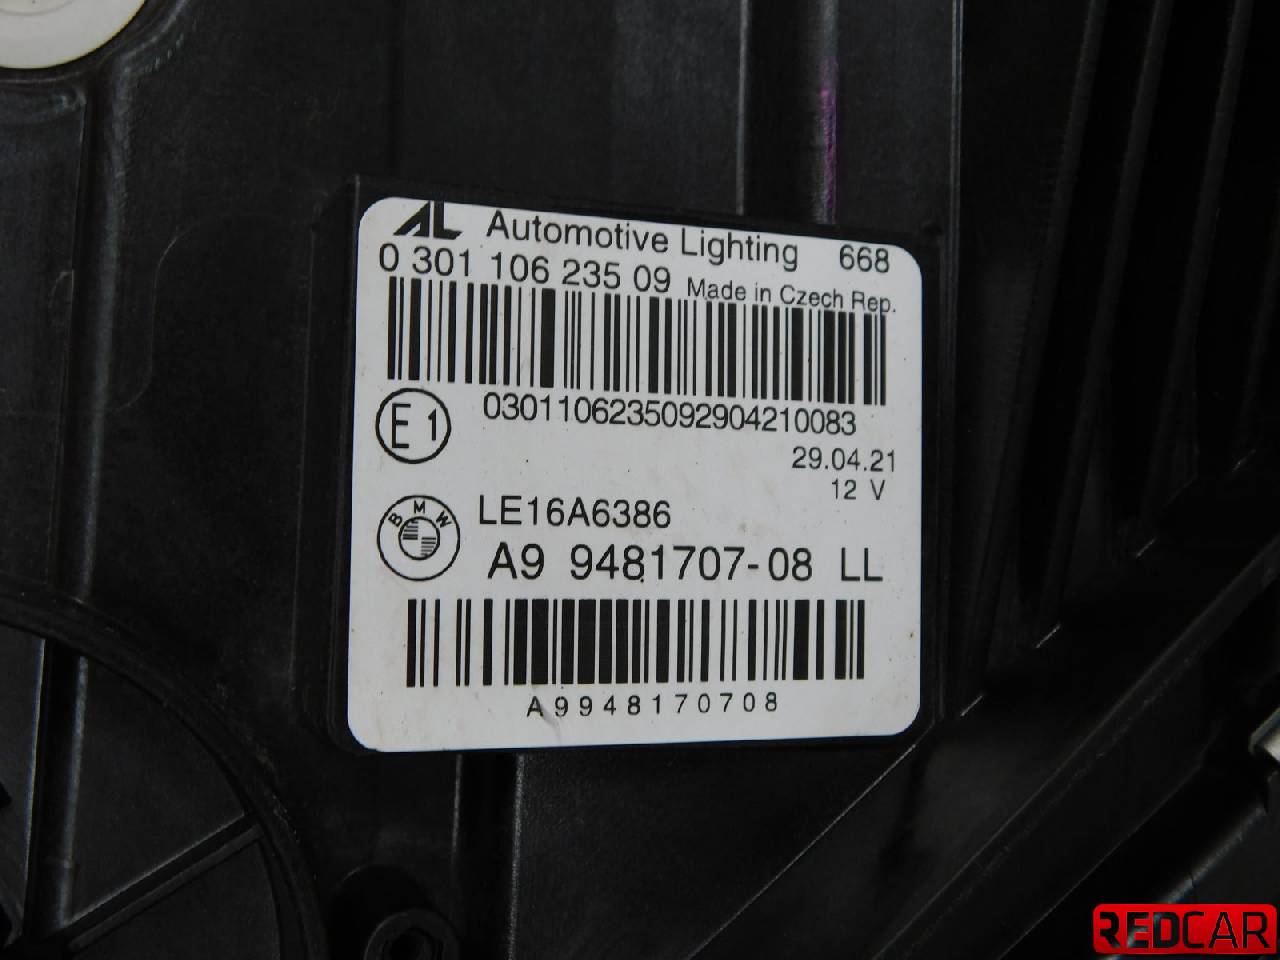 AL Automotive Lighting 668
0 301 106 235 09 Made in Czech Rep.
0301106235092904210083
E1
29.04.21
12 V
BMW
LE16A6386
A9 9481707-08 LL
A9948170708
REDCAR